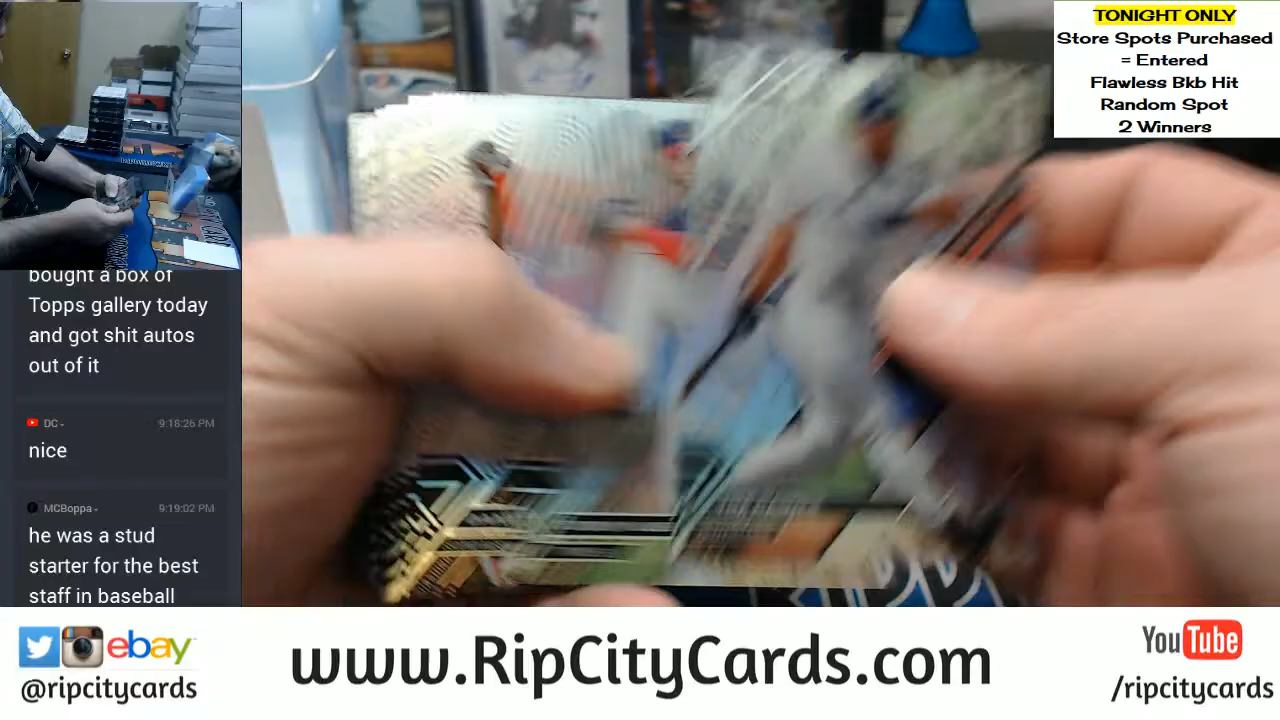 TONIGHT ONLY
Store Spots Purchased
= Entered
Flawless Bkb Hit
Random Spot
2 Winners
bought a box of
Topps gallery today
and got shit autos
out of it
DC
9:18:26 PM
nice
MCBoppa
9:19:02 PM
he was a stud
starter for the best
staff in baseball
ebay
@ripcitycards
www.RipCityCards.com
YouTube
/ripcitycards